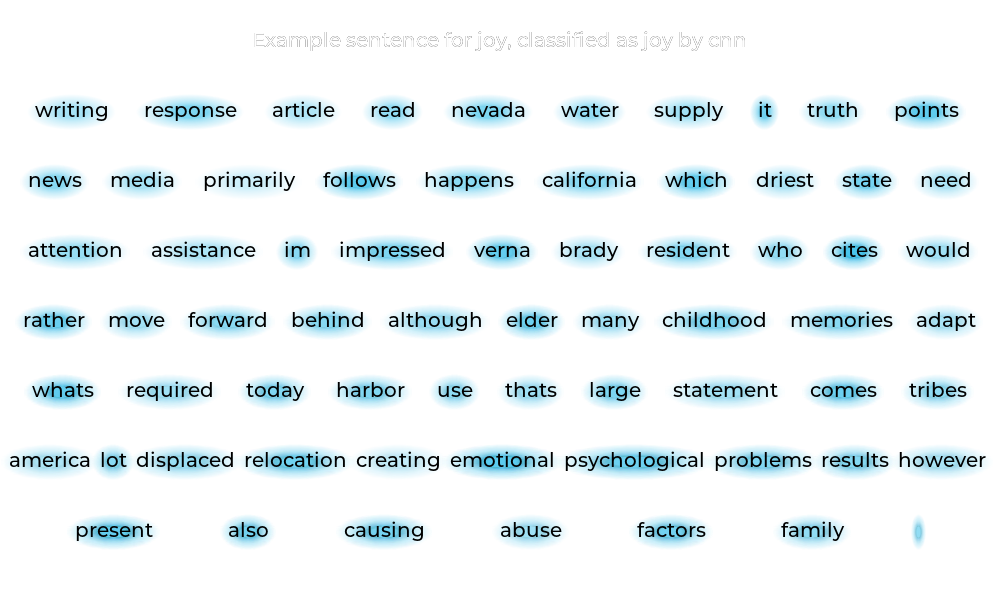 Example sentence for joy, classified as joy by cnn
writing response article read nevada water supply it truth points
news media primarily follows happens california which driest state need
attention assistance im impressed verna brady resident who cites would
rather move forward behind although elder many childhood memories adapt
whats required today harbor use thats large statement comes tribes
america lot displaced relocation creating emotional psychological problems results however
present also causing abuse factors family